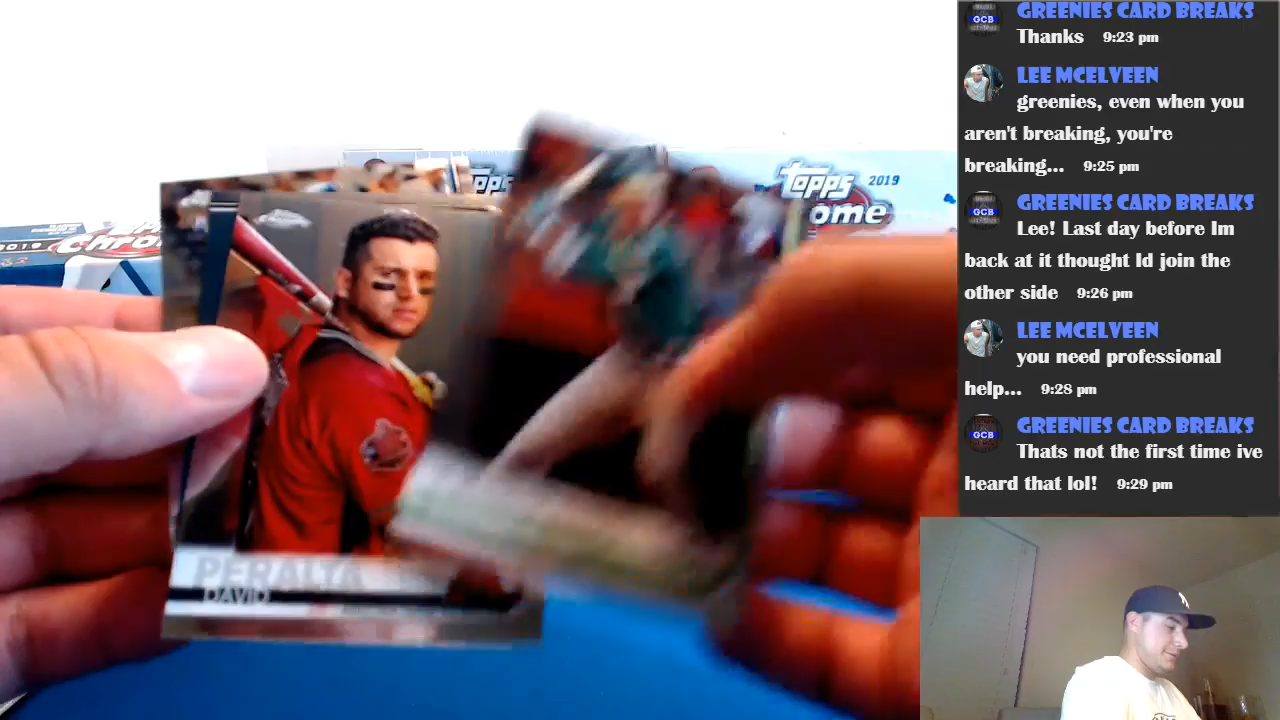 GREENIES CARD BREAKS
GCB
Thanks 9:23 pm
LEE MCELVEEN
greenies, even when you
aren't breaking, you're
breaking... 9:25 pm
GREENIES CARD BREAKS
GCB
Lee! Last day before Im
back at it thought Id join the
other side 9:26 pm
LEE MCELVEEN
you need professional
help... 9:28 pm
GREENIES CARD BREAKS
GCB
Thats not the first time ive
heard that lol! 9:29 pm
topps 2019
ome
opps
2019
Chro
PERALTA
DAVID